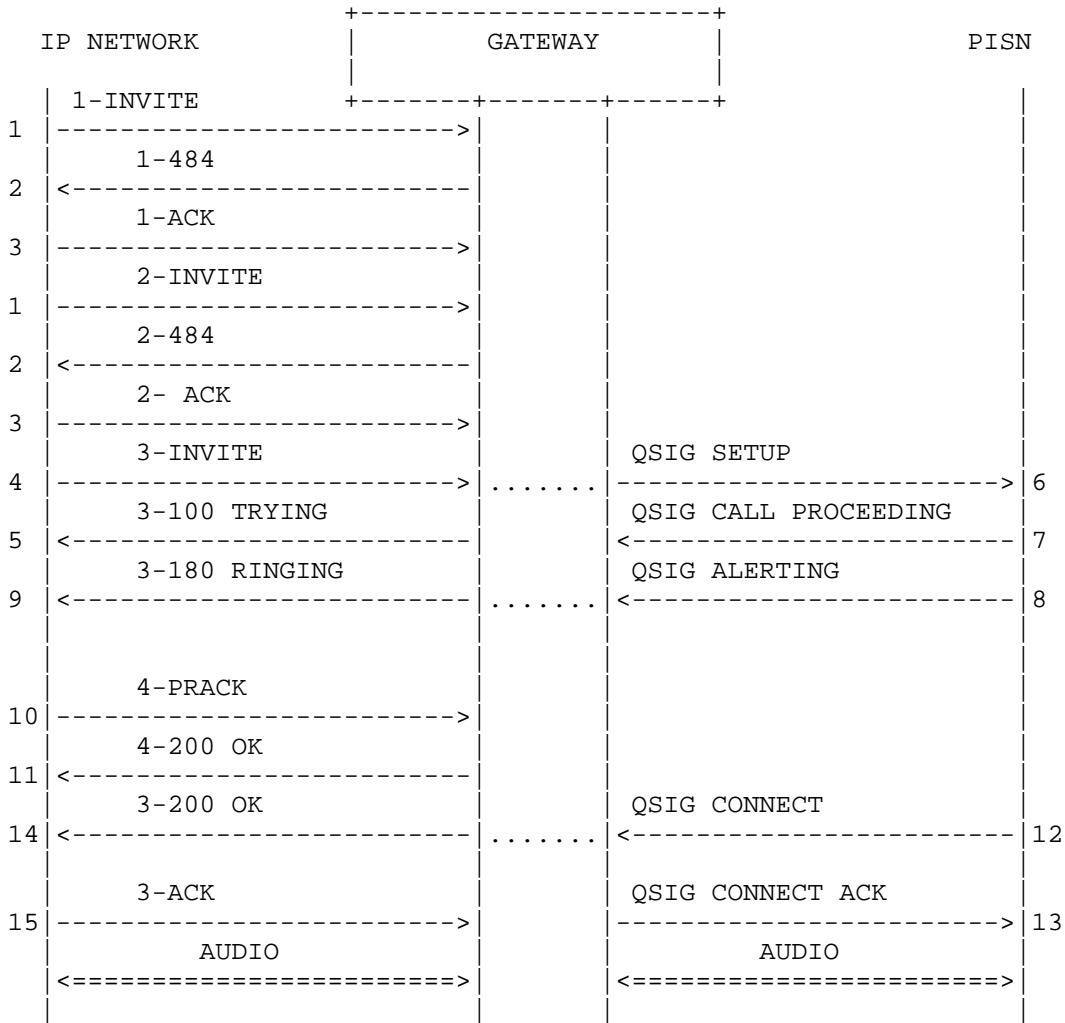 IP NETWORK GATEWAY PISN
1-INVITE
1
1-484
2
1-ACK
3
2-INVITE
1
2-484
2
2- ACK
3
3-INVITE QSIG SETUP
4 6
3-100 TRYING QSIG CALL PROCEEDING
5 7
3-180 RINGING QSIG ALERTING
9 8
4-PRACK
10
4-200 OK
11
3-200 OK QSIG CONNECT
14 12
3-ACK QSIG CONNECT ACK
15 13
AUDIO AUDIO